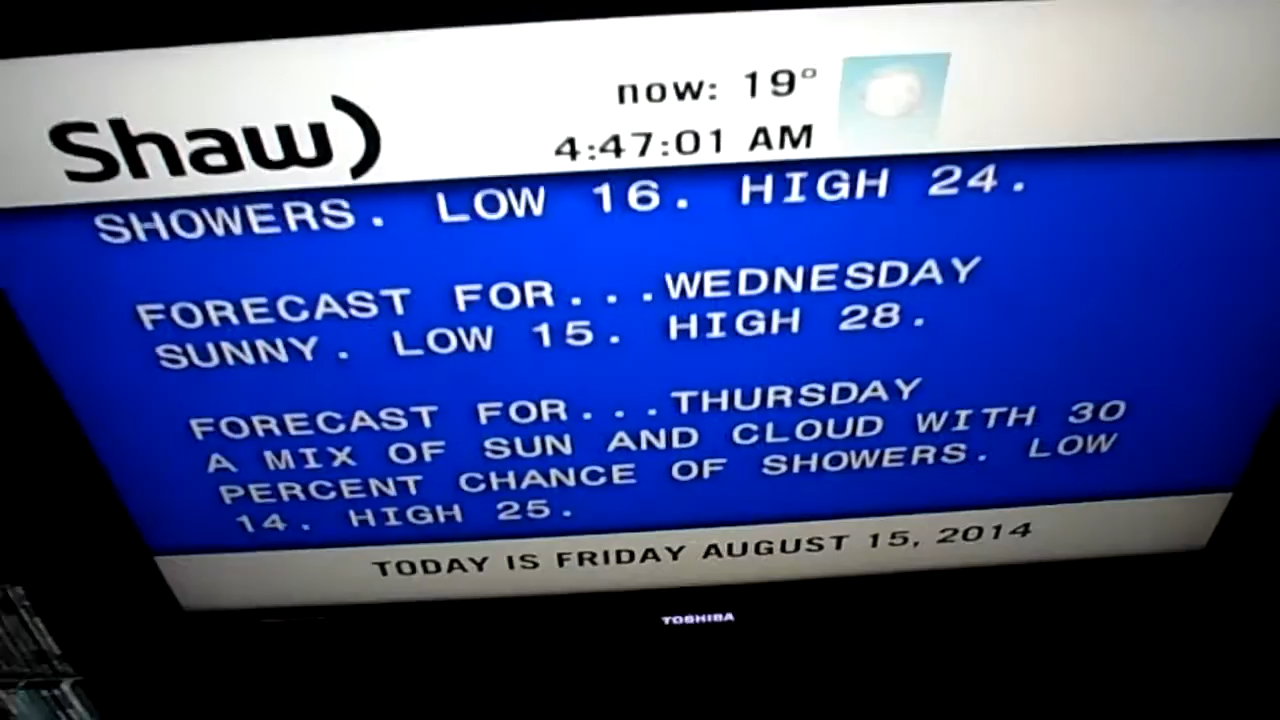 Shaw)
now: 19°
4:47:01 AM
SHOWERS. LOW 16. HIGH 24.
FORECAST FOR...WEDNESDAY
SUNNY. LOW 15. HIGH 28.
FORECAST FOR...THURSDAY
A MIX OF SUN AND CLOUD WITH 30
PERCENT CHANCE OF SHOWERS. LOW
14. HIGH 25.
TODAY IS FRIDAY AUGUST 15, 2014
TOSHIBA